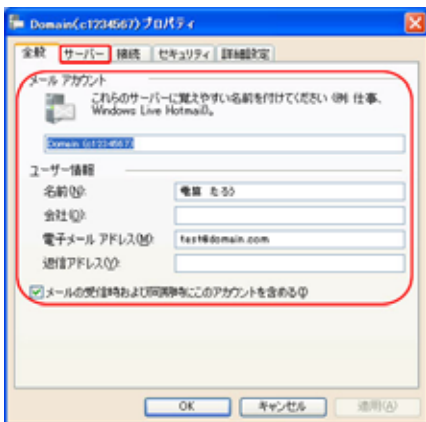 Domain(c1234567)プロパティ
全般 サーバー 接続 セキュリティ 詳細設定
メール アカウント
これらのサーバーに覚えやすい名前を付けてください (例: 仕事、
Windows Live Hotmail)。
Domain (c1234567)
ユーザー情報
名前(N):
電算 たろう
会社(O):
電子メール アドレス(M):
test@domain.com
返信アドレス(Y):
メールの受信時および同期時にこのアカウントを含める(I)
OK キャンセル 適用(A)